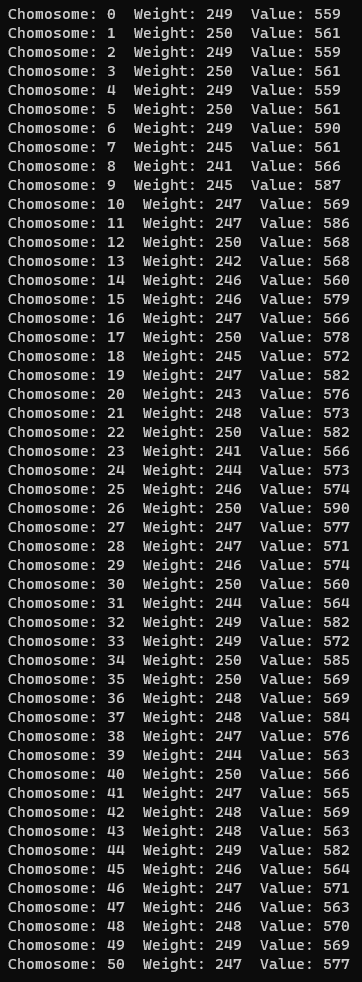 Chomosome: 0  Weight: 249  Value: 559
Chomosome: 1  Weight: 250  Value: 561
Chomosome: 2  Weight: 249  Value: 559
Chomosome: 3  Weight: 250  Value: 561
Chomosome: 4  Weight: 249  Value: 559
Chomosome: 5  Weight: 250  Value: 561
Chomosome: 6  Weight: 249  Value: 590
Chomosome: 7  Weight: 245  Value: 561
Chomosome: 8  Weight: 241  Value: 566
Chomosome: 9  Weight: 245  Value: 587
Chomosome: 10  Weight: 247  Value: 569
Chomosome: 11  Weight: 247  Value: 586
Chomosome: 12  Weight: 250  Value: 568
Chomosome: 13  Weight: 242  Value: 568
Chomosome: 14  Weight: 246  Value: 560
Chomosome: 15  Weight: 246  Value: 579
Chomosome: 16  Weight: 247  Value: 566
Chomosome: 17  Weight: 250  Value: 578
Chomosome: 18  Weight: 245  Value: 572
Chomosome: 19  Weight: 247  Value: 582
Chomosome: 20  Weight: 243  Value: 576
Chomosome: 21  Weight: 248  Value: 573
Chomosome: 22  Weight: 250  Value: 582
Chomosome: 23  Weight: 241  Value: 566
Chomosome: 24  Weight: 244  Value: 573
Chomosome: 25  Weight: 246  Value: 574
Chomosome: 26  Weight: 250  Value: 590
Chomosome: 27  Weight: 247  Value: 577
Chomosome: 28  Weight: 247  Value: 571
Chomosome: 29  Weight: 246  Value: 574
Chomosome: 30  Weight: 250  Value: 560
Chomosome: 31  Weight: 244  Value: 564
Chomosome: 32  Weight: 249  Value: 582
Chomosome: 33  Weight: 249  Value: 572
Chomosome: 34  Weight: 250  Value: 585
Chomosome: 35  Weight: 250  Value: 569
Chomosome: 36  Weight: 248  Value: 569
Chomosome: 37  Weight: 248  Value: 584
Chomosome: 38  Weight: 247  Value: 576
Chomosome: 39  Weight: 244  Value: 563
Chomosome: 40  Weight: 250  Value: 566
Chomosome: 41  Weight: 247  Value: 565
Chomosome: 42  Weight: 248  Value: 569
Chomosome: 43  Weight: 248  Value: 563
Chomosome: 44  Weight: 249  Value: 582
Chomosome: 45  Weight: 246  Value: 564
Chomosome: 46  Weight: 247  Value: 571
Chomosome: 47  Weight: 246  Value: 563
Chomosome: 48  Weight: 248  Value: 570
Chomosome: 49  Weight: 249  Value: 569
Chomosome: 50  Weight: 247  Value: 577